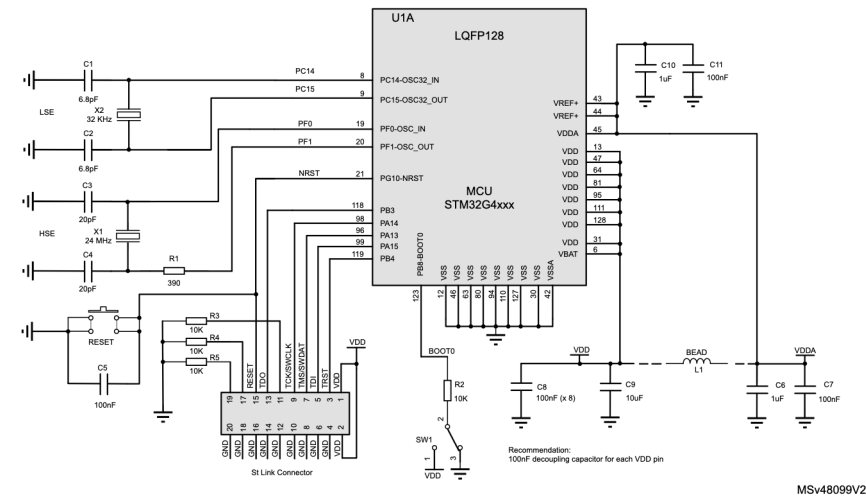 U1A
LQFP128
C1
6.8pF
LSE
X2
32 KHz
C2
6.8pF
C3
20pF
HSE
X1
24 MHz
C4
20pF
R1
390
PC14
8
PC14-OSC32_IN
PC15
9
PC15-OSC32_OUT
PF0
19
PF0-OSC_IN
PF1
20
PF1-OSC_OUT
NRST
21
PG10-NRST
118
PB3
98
PA14
96
PA13
99
PA15
119
PB4
MCU
STM32G4xxx
VREF+
43
VREF+
44
VDDA
45
VDD
13
VDD
47
VDD
64
VDD
81
VDD
95
VDD
111
VDD
128
VDD
31
VBAT
6
C10
1uF
C11
100nF
PB8-BOOT0
VSS
VSS
VSS
VSS
VSS
VSS
VSS
VSS
VSSA
123
12
46
63
80
94
110
127
30
42
RESET
C5
100nF
R3
10K
R4
10K
R5
10K
RESET
TDO
TCK/SWCLK
TMS/SWDAT
TDI
TRST
VDD
VDD
19
17
15
13
11
9
7
5
3
1
20
18
16
14
12
10
8
6
4
2
GND
GND
GND
GND
GND
GND
GND
GND
GND
VDD
St Link Connector
BOOT0
R2
10K
2
SW1
1
3
VDD
VDD
C8
100nF (x 8)
C9
10uF
BEAD
L1
VDDA
C6
1uF
C7
100nF
Recommendation:
100nF decoupling capacitor for each VDD pin
MSv48099V2